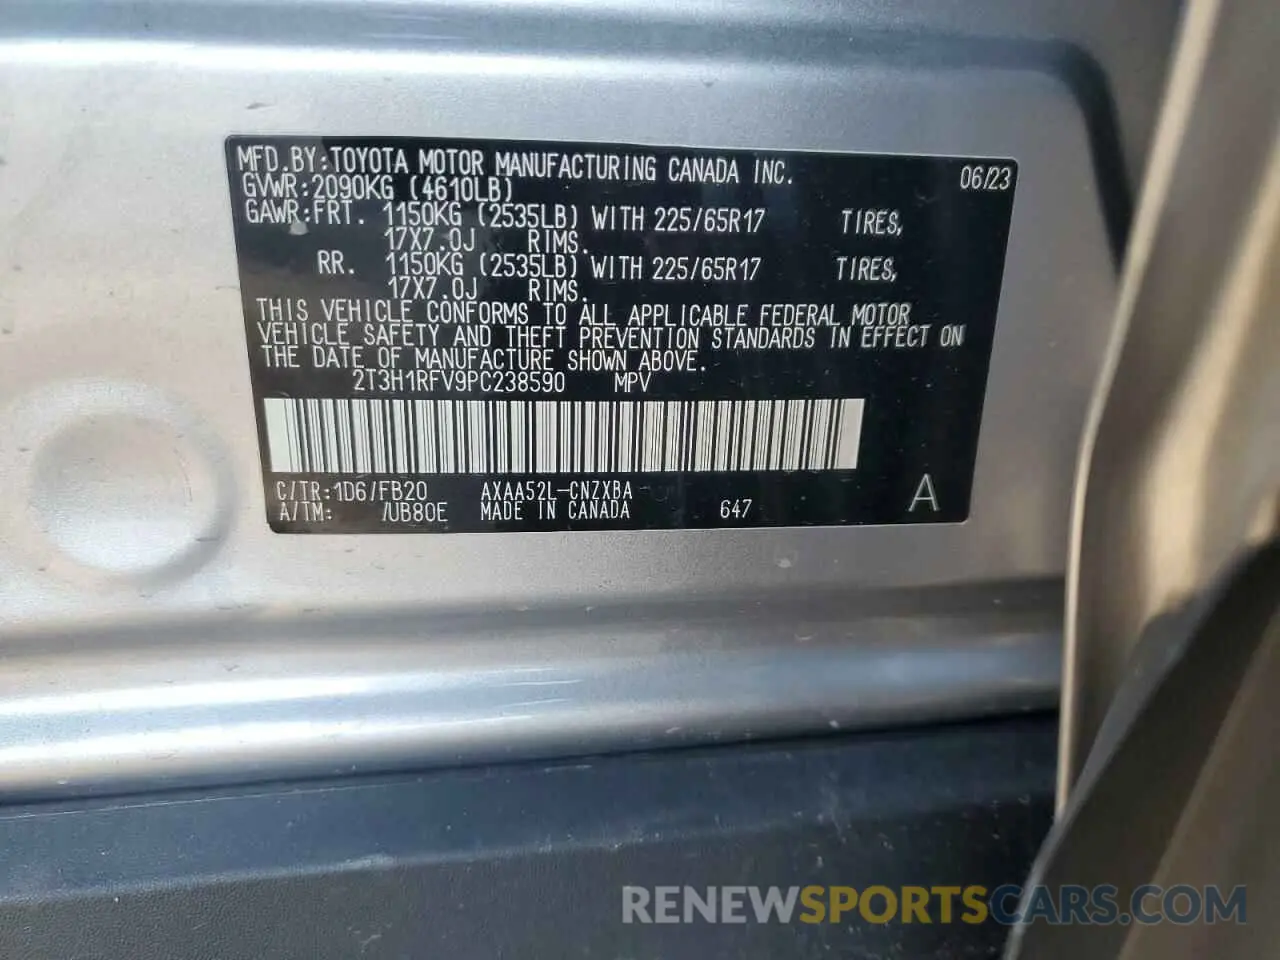 MFD.BY:TOYOTA MOTOR MANUFACTURING CANADA INC. 06/23
GVWR:2090KG (4610LB)
GAWR:FRT. 1150KG (2535LB) WITH 225/65R17 TIRES,
17X7.0J RIMS.
RR. 1150KG (2535LB) WITH 225/65R17 TIRES,
17X7.0J RIMS.
THIS VEHICLE CONFORMS TO ALL APPLICABLE FEDERAL MOTOR
VEHICLE SAFETY AND THEFT PREVENTION STANDARDS IN EFFECT ON
THE DATE OF MANUFACTURE SHOWN ABOVE.
2T3H1RFV9PC238590 MPV
C/TR:1D6/FB20 AXAA52L-CNZXBA A
A/TM: /UB80E MADE IN CANADA 647
RENEWSPORTSCARS.COM